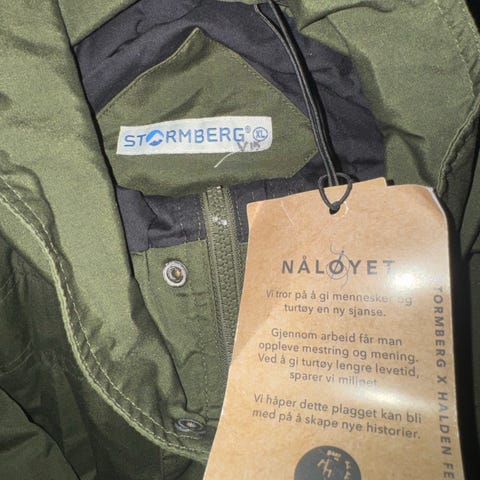 STORMBERG® XL
NÅLØYET
Vi tror på å gi mennesker og
turtøy en ny sjanse.
Gjennom arbeid får man
oppleve mestring og mening.
Ved å gi turtøy lengre levetid,
sparer vi miljøet.
Vi håper dette plagget kan bli
med på å skape nye historier.
TORMBERG X HALDEN FE